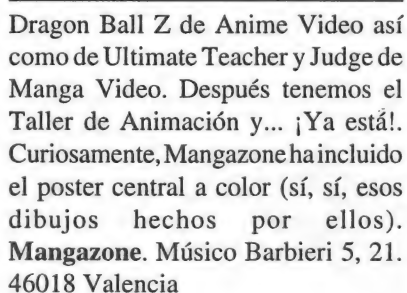 Dragon Ball Z de Anime Video así
como de Ultimate Teacher y Judge de
Manga Video. Después tenemos el
Taller de Animación y... ¡Ya está!.
Curiosamente, Mangazone ha incluido
el poster central a color (sí, sí, esos
dibujos hechos por ellos).
Mangazone. Músico Barbieri 5, 21.
46018 Valencia